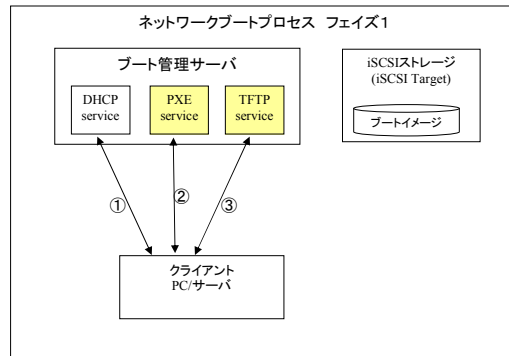 ネットワークブートプロセス フェイズ1
ブート管理サーバ
DHCP
service
PXE
service
TFTP
service
iSCSIストレージ
(iSCSI Target)
ブートイメージ
①
②
③
クライアント
PC/サーバ